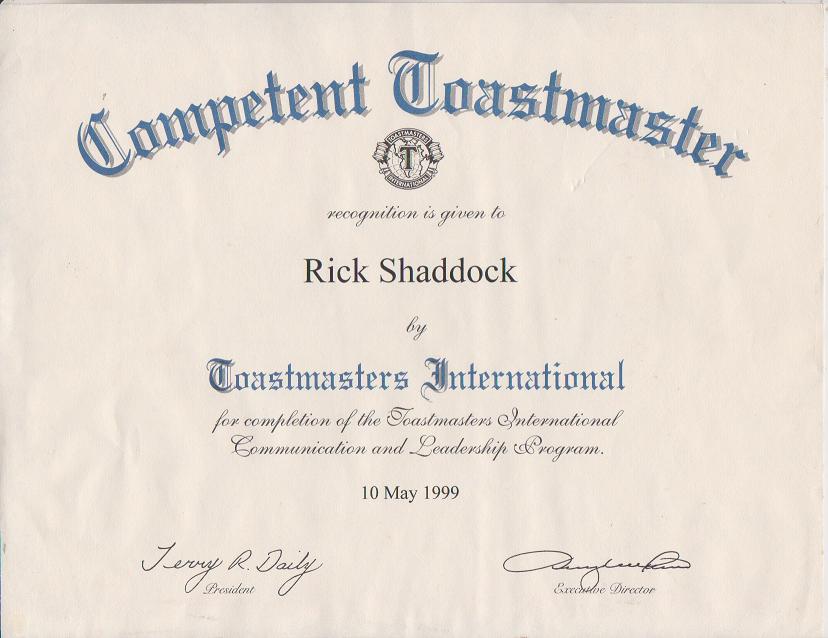 Competent Toastmaster
TOASTMASTERS
T
INTERNATIONAL
recognition is given to
Rick Shaddock
by
Toastmasters International
for completion of the Toastmasters International
Communication and Leadership Program.
10 May 1999
Terry R. Daily
President
Executive Director